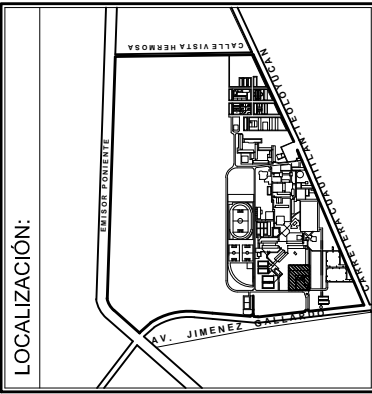 LOCALIZACIÓN:
CALLE VISTA HERMOSA
EMISOR PONIENTE
CARRETERA CUAUTITLAN-TEOLOYUCAN
AV. JIMENEZ GALLARDO